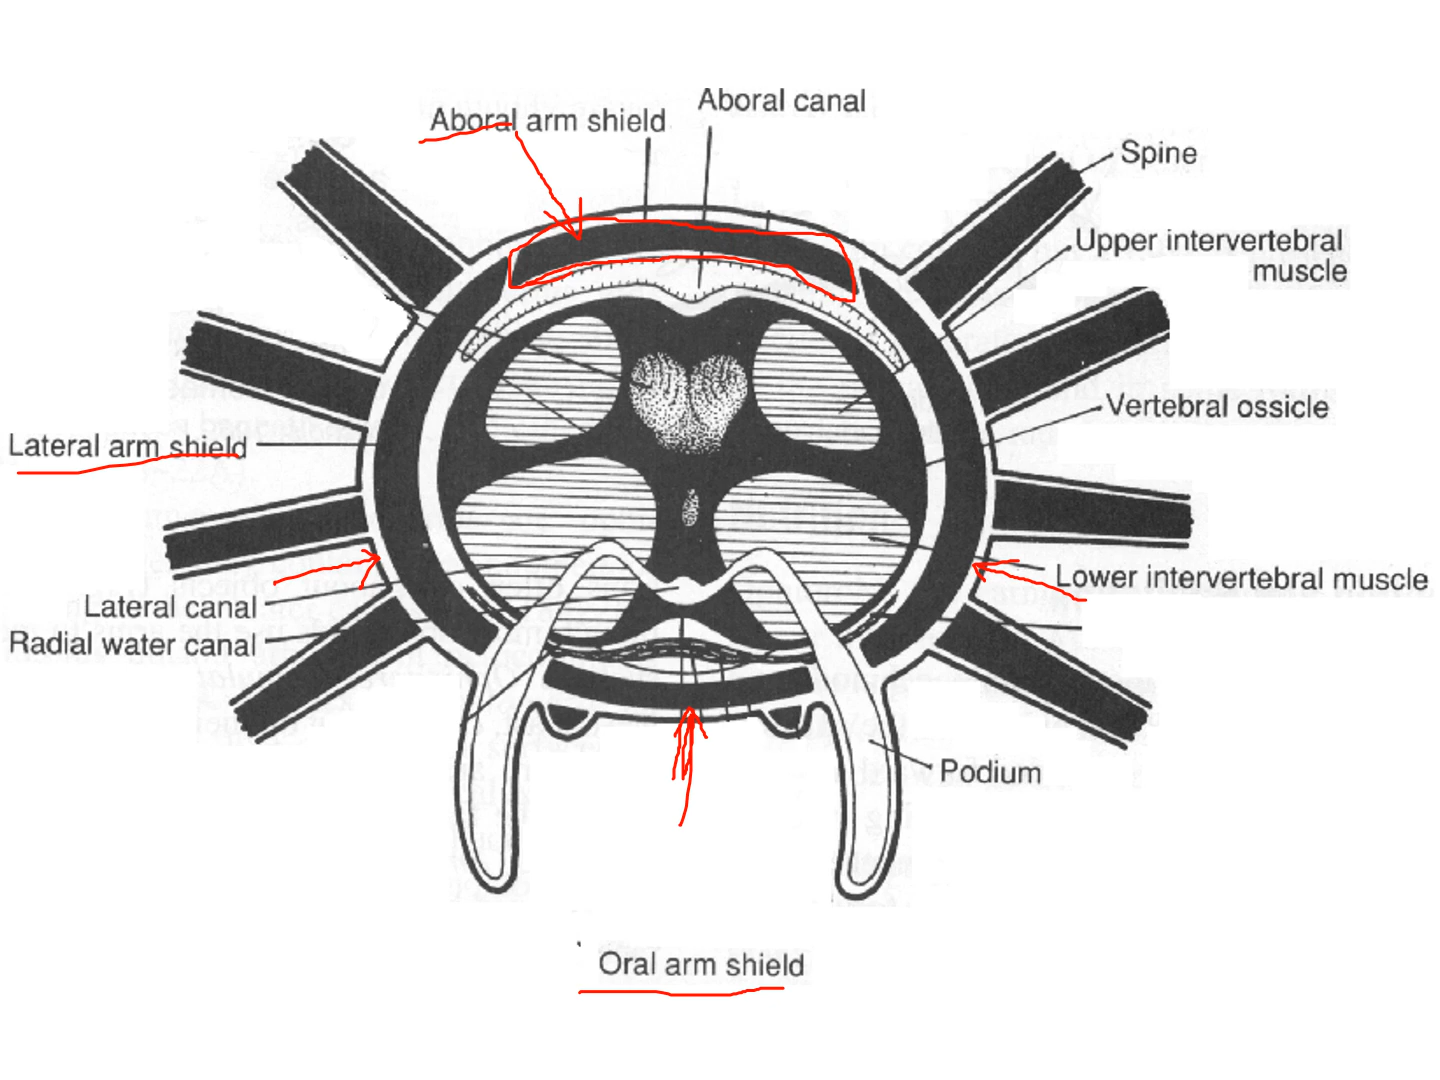 Aboral canal
Aboral arm shield
Spine
Upper intervertebral
muscle
Vertebral ossicle
Lateral arm shield
Lower intervertebral muscle
Lateral canal
Radial water canal
Podium
Oral arm shield